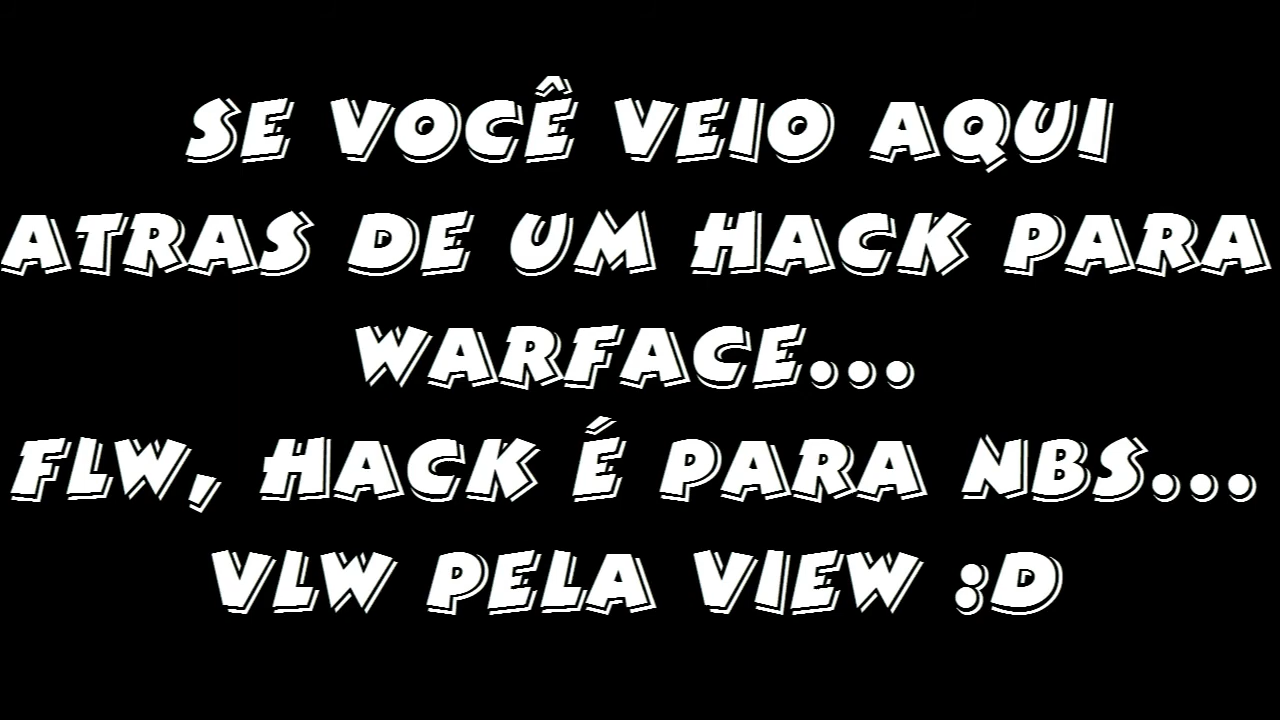 SE VOCÊ VEIO AQUI
ATRAS DE UM HACK PARA
WARFACE...
FLW, HACK É PARA NBS...
VLW PELA VIEW :D